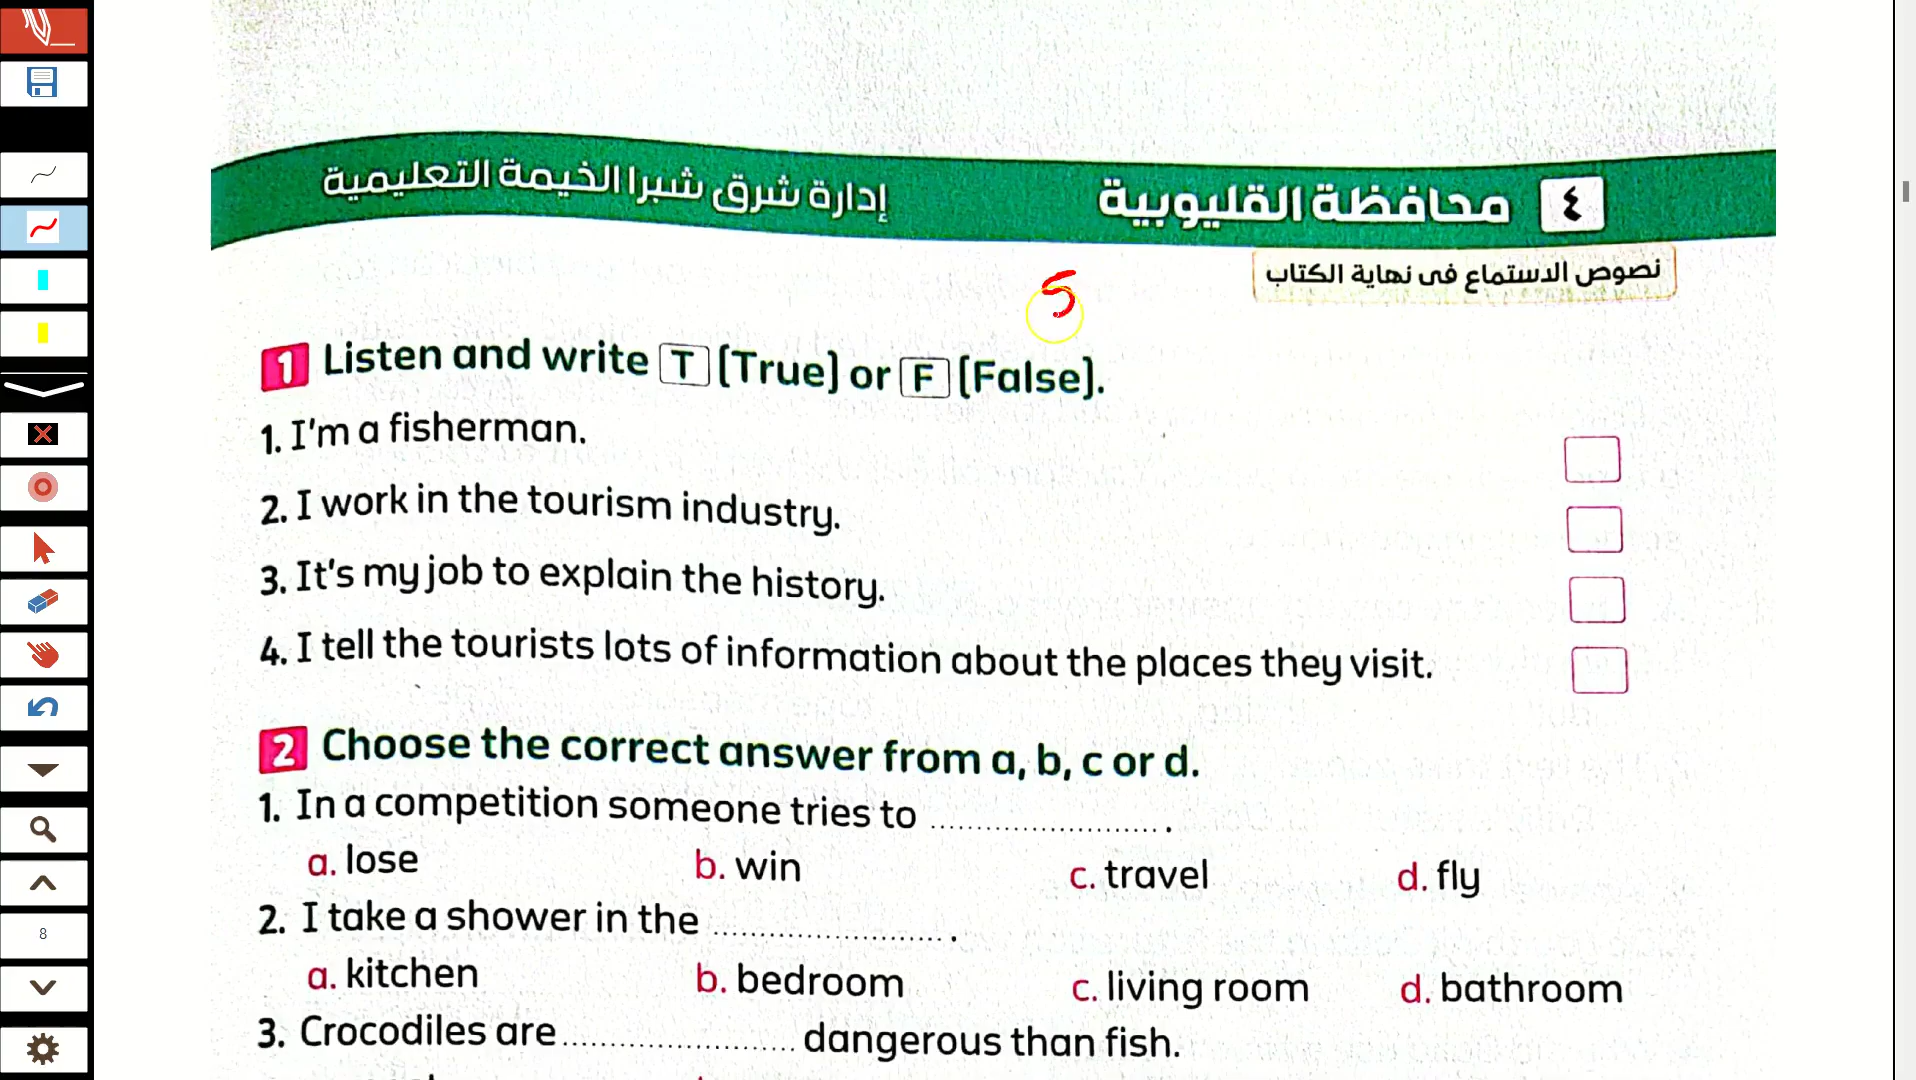 ٤ محافظة القليوبية إدارة شرق شبرا الخيمة التعليمية
نصوص الاستماع فى نهاية الكتاب
5
1 Listen and write T (True) or F (False).
1. I'm a fisherman.
2. I work in the tourism industry.
3. It's my job to explain the history.
4. I tell the tourists lots of information about the places they visit.
2 Choose the correct answer from a, b, c or d.
1. In a competition someone tries to ........................ .
a. lose b. win c. travel d. fly
2. I take a shower in the ........................ .
a. kitchen b. bedroom c. living room d. bathroom
3. Crocodiles are ........................ dangerous than fish.
8